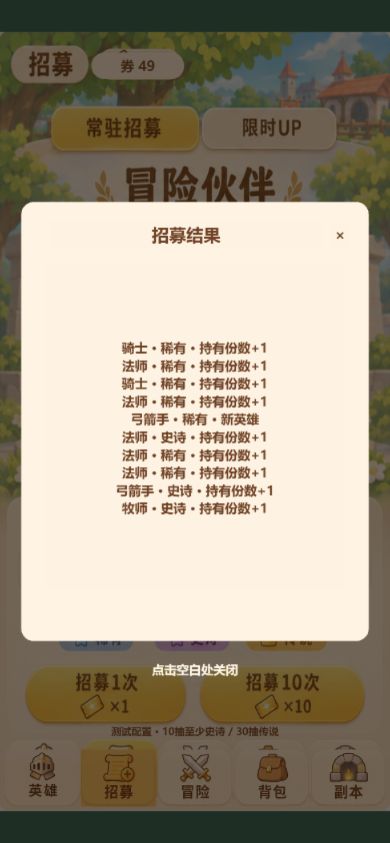 招募
券 49
常驻招募
限时UP
冒险伙伴
招募结果
×
骑士·稀有·持有份数+1
法师·稀有·持有份数+1
骑士·稀有·持有份数+1
法师·稀有·持有份数+1
弓箭手·稀有·新英雄
法师·史诗·持有份数+1
法师·稀有·持有份数+1
法师·稀有·持有份数+1
弓箭手·史诗·持有份数+1
牧师·史诗·持有份数+1
点击空白处关闭
招募1次
×1
招募10次
×10
测试配置·10抽至少史诗 / 30抽传说
英雄
招募
冒险
背包
副本